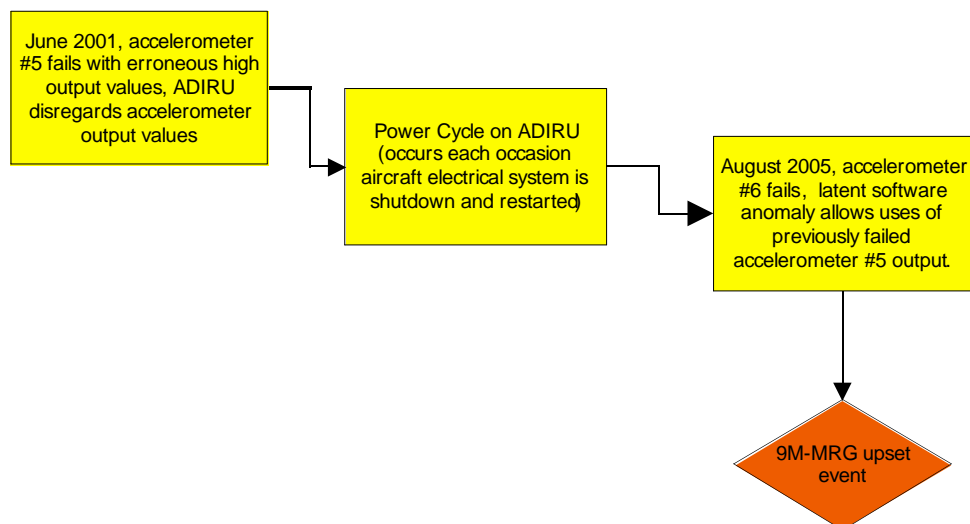 June 2001, accelerometer
#5 fails with erroneous high
output values, ADIRU
disregards accelerometer
output values
Power Cycle on ADIRU
(occurs each occasion
aircraft electrical system is
shutdown and restarted)
August 2005, accelerometer
#6 fails, latent software
anomaly allows uses of
previously failed
accelerometer #5 output.
9M-MRG upset
event